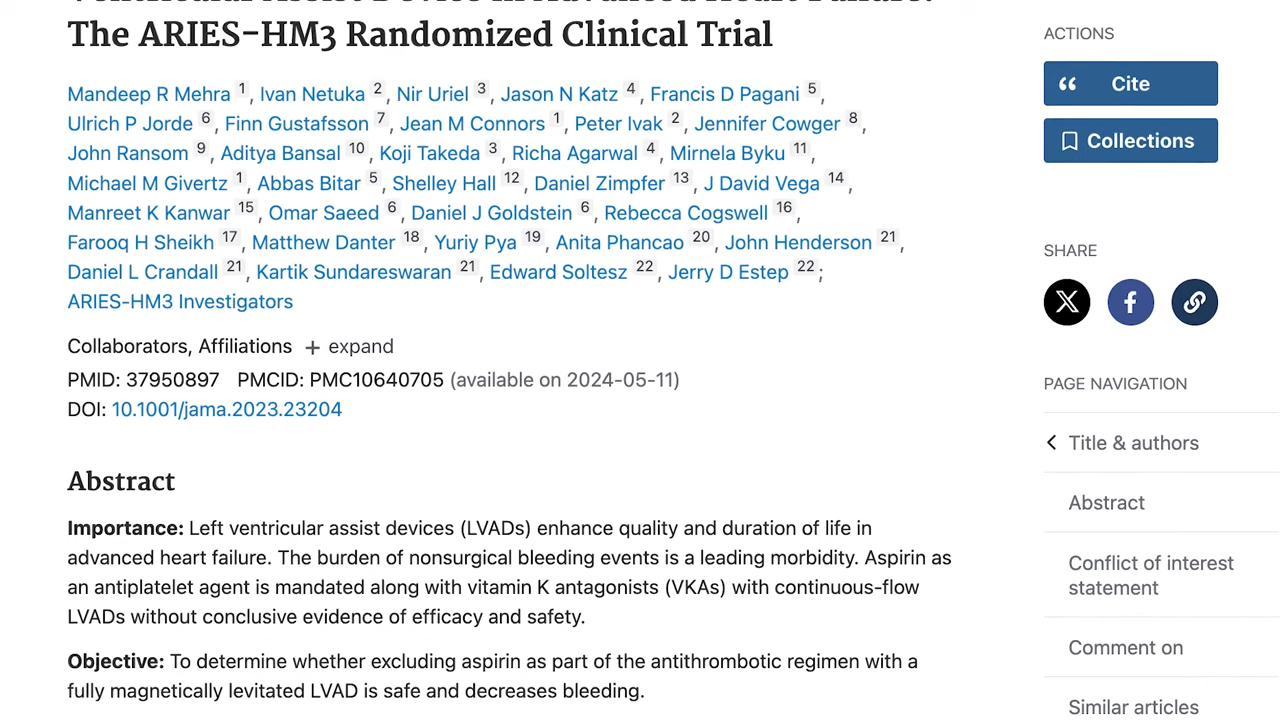 Ventricular Assist Device in Advanced Heart Failure:
The ARIES-HM3 Randomized Clinical Trial
Mandeep R Mehra 1, Ivan Netuka 2, Nir Uriel 3, Jason N Katz 4, Francis D Pagani 5,
Ulrich P Jorde 6, Finn Gustafsson 7, Jean M Connors 1, Peter Ivak 2, Jennifer Cowger 8,
John Ransom 9, Aditya Bansal 10, Koji Takeda 3, Richa Agarwal 4, Mirnela Byku 11,
Michael M Givertz 1, Abbas Bitar 5, Shelley Hall 12, Daniel Zimpfer 13, J David Vega 14,
Manreet K Kanwar 15, Omar Saeed 6, Daniel J Goldstein 6, Rebecca Cogswell 16,
Farooq H Sheikh 17, Matthew Danter 18, Yuriy Pya 19, Anita Phancao 20, John Henderson 21,
Daniel L Crandall 21, Kartik Sundareswaran 21, Edward Soltesz 22, Jerry D Estep 22;
ARIES-HM3 Investigators
Collaborators, Affiliations + expand
PMID: 37950897 PMCID: PMC10640705 (available on 2024-05-11)
DOI: 10.1001/jama.2023.23204
Abstract
Importance: Left ventricular assist devices (LVADs) enhance quality and duration of life in
advanced heart failure. The burden of nonsurgical bleeding events is a leading morbidity. Aspirin as
an antiplatelet agent is mandated along with vitamin K antagonists (VKAs) with continuous-flow
LVADs without conclusive evidence of efficacy and safety.
Objective: To determine whether excluding aspirin as part of the antithrombotic regimen with a
fully magnetically levitated LVAD is safe and decreases bleeding.
ACTIONS
Cite
Collections
SHARE
PAGE NAVIGATION
Title & authors
Abstract
Conflict of interest
statement
Comment on
Similar articles